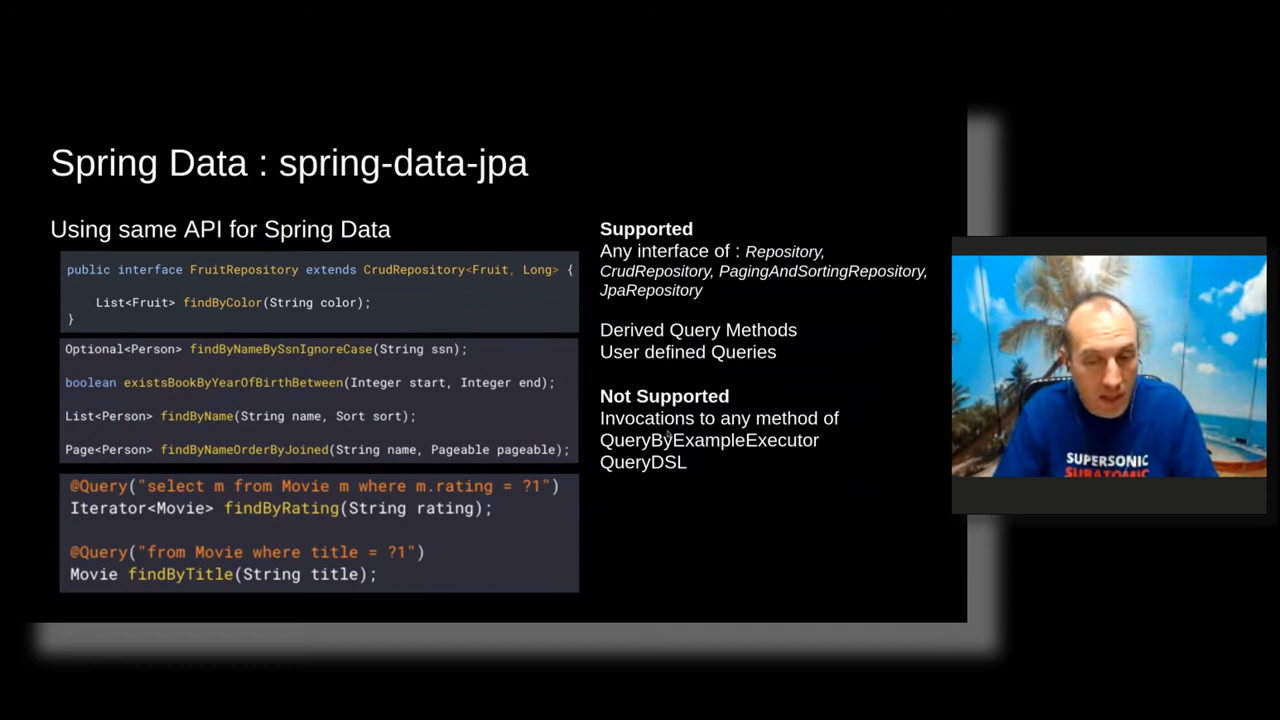 Spring Data : spring-data-jpa
Using same API for Spring Data
public interface FruitRepository extends CrudRepository<Fruit, Long> {
List<Fruit> findByColor(String color);
}
Optional<Person> findByNameBySsnIgnoreCase(String ssn);
boolean existsBookByYearOfBirthBetween(Integer start, Integer end);
List<Person> findByName(String name, Sort sort);
Page<Person> findByNameOrderByJoined(String name, Pageable pageable);
@Query("select m from Movie m where m.rating = ?1")
Iterator<Movie> findByRating(String rating);
@Query("from Movie where title = ?1")
Movie findByTitle(String title);
Supported
Any interface of : Repository,
CrudRepository, PagingAndSortingRepository,
JpaRepository
Derived Query Methods
User defined Queries
Not Supported
Invocations to any method of
QueryByExampleExecutor
QueryDSL
SUPERSONIC
SUBATOMIC